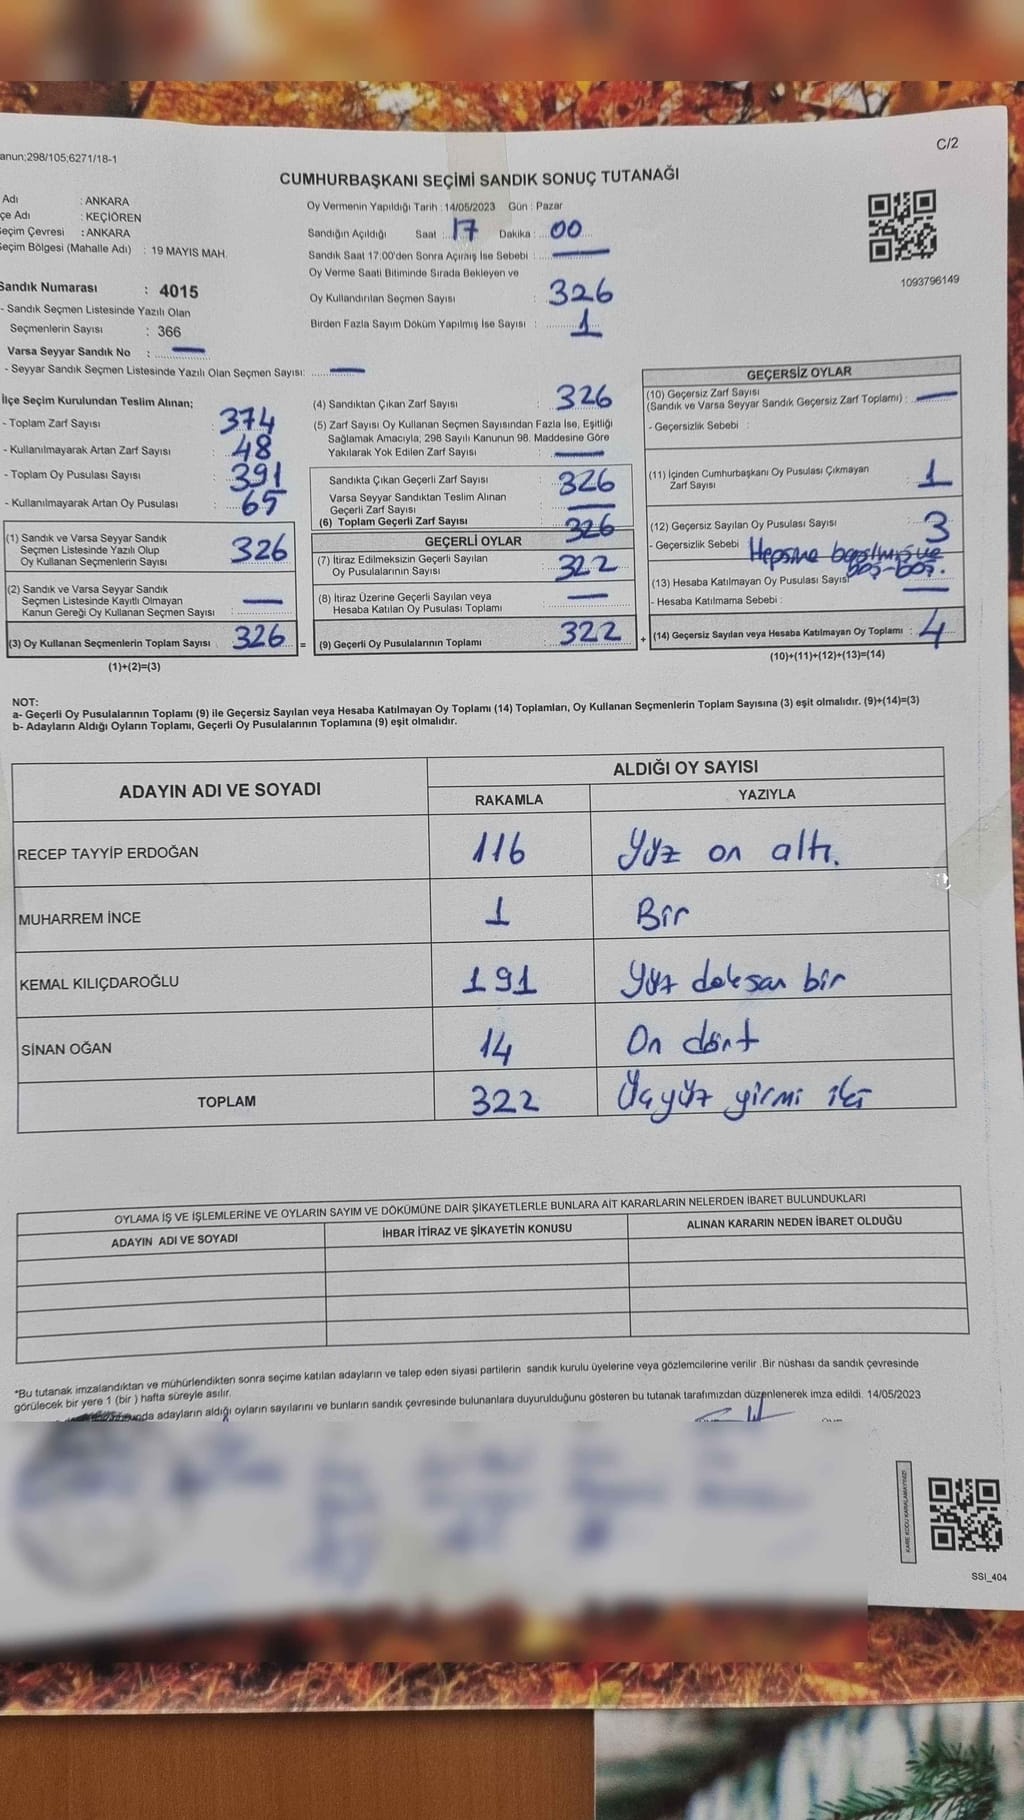 anun;298/105;6271/18-1
C/2
CUMHURBAŞKANI SEÇİMİ SANDIK SONUÇ TUTANAĞI
Adı : ANKARA
çe Adı : KEÇİÖREN
eçim Çevresi : ANKARA
eçim Bölgesi (Mahalle Adı) : 19 MAYIS MAH.
Sandık Numarası : 4015
- Sandık Seçmen Listesinde Yazılı Olan
Seçmenlerin Sayısı : 366
Varsa Seyyar Sandık No : —
- Seyyar Sandık Seçmen Listesinde Yazılı Olan Seçmen Sayısı: —
Oy Vermenin Yapıldığı Tarih : 14/05/2023 Gün : Pazar
Sandığın Açıldığı Saat : 17 Dakika : 00
Sandık Saat 17:00'den Sonra Açılmış İse Sebebi : —
Oy Verme Saati Bitiminde Sırada Bekleyen ve
Oy Kullandırılan Seçmen Sayısı : 326
Birden Fazla Sayım Döküm Yapılmış İse Sayısı : 1
1093796149
İlçe Seçim Kurulundan Teslim Alınan;
- Toplam Zarf Sayısı : 374
- Kullanılmayarak Artan Zarf Sayısı : 48
- Toplam Oy Pusulası Sayısı : 391
- Kullanılmayarak Artan Oy Pusulası : 65
(1) Sandık ve Varsa Seyyar Sandık
Seçmen Listesinde Yazılı Olup
Oy Kullanan Seçmenlerin Sayısı : 326
(2) Sandık ve Varsa Seyyar Sandık
Seçmen Listesinde Kayıtlı Olmayan
Kanun Gereği Oy Kullanan Seçmen Sayısı : —
(3) Oy Kullanan Seçmenlerin Toplam Sayısı : 326 =
(1)+(2)=(3)
(4) Sandıktan Çıkan Zarf Sayısı : 326
(5) Zarf Sayısı Oy Kullanan Seçmen Sayısından Fazla İse, Eşitliği
Sağlamak Amacıyla; 298 Sayılı Kanunun 98. Maddesine Göre
Yakılarak Yok Edilen Zarf Sayısı : —
Sandıkta Çıkan Geçerli Zarf Sayısı : 326
Varsa Seyyar Sandıktan Teslim Alınan
Geçerli Zarf Sayısı : —
(6) Toplam Geçerli Zarf Sayısı : 326
GEÇERLİ OYLAR
(7) İtiraz Edilmeksizin Geçerli Sayılan
Oy Pusulalarının Sayısı : 322
(8) İtiraz Üzerine Geçerli Sayılan veya
Hesaba Katılan Oy Pusulası Toplamı : —
(9) Geçerli Oy Pusulalarının Toplamı : 322 +
GEÇERSİZ OYLAR
(10) Geçersiz Zarf Sayısı
(Sandık ve Varsa Seyyar Sandık Geçersiz Zarf Toplamı) : —
- Geçersizlik Sebebi :
(11) İçinden Cumhurbaşkanı Oy Pusulası Çıkmayan
Zarf Sayısı : 1
(12) Geçersiz Sayılan Oy Pusulası Sayısı : 3
- Geçersizlik Sebebi Hepsine basılmış ve
boş-boş.
(13) Hesaba Katılmayan Oy Pusulası Sayısı —
- Hesaba Katılmama Sebebi :
(14) Geçersiz Sayılan veya Hesaba Katılmayan Oy Toplamı : 4
(10)+(11)+(12)+(13)=(14)
NOT:
a- Geçerli Oy Pusulalarının Toplamı (9) ile Geçersiz Sayılan veya Hesaba Katılmayan Oy Toplamı (14) Toplamları, Oy Kullanan Seçmenlerin Toplam Sayısına (3) eşit olmalıdır. (9)+(14)=(3)
b- Adayların Aldığı Oyların Toplamı, Geçerli Oy Pusulalarının Toplamına (9) eşit olmalıdır.
ADAYIN ADI VE SOYADI ALDIĞI OY SAYISI
RAKAMLA YAZIYLA
RECEP TAYYİP ERDOĞAN 116 Yüz on altı.
MUHARREM İNCE 1 Bir
KEMAL KILIÇDAROĞLU 191 Yüz doksan bir
SİNAN OĞAN 14 On dört
TOPLAM 322 Üçyüz yirmi iki
OYLAMA İŞ VE İŞLEMLERİNE VE OYLARIN SAYIM VE DÖKÜMÜNE DAİR ŞİKAYETLERLE BUNLARA AİT KARARLARIN NELERDEN İBARET BULUNDUKLARI
ADAYIN ADI VE SOYADI İHBAR İTİRAZ VE ŞİKAYETİN KONUSU ALINAN KARARIN NEDEN İBARET OLDUĞU
*Bu tutanak imzalandıktan ve mühürlendikten sonra seçime katılan adayların ve talep eden siyasi partilerin sandık kurulu üyelerine veya gözlemcilerine verilir .Bir nüshası da sandık çevresinde
görülecek bir yere 1 (bir ) hafta süreyle asılır.
adayların aldığı oyların sayılarını ve bunların sandık çevresinde bulunanlara duyurulduğunu gösteren bu tutanak tarafımızdan düzenlenerek imza edildi. 14/05/2023
KARE KODU KARALAMAYINIZ!
SSI_404